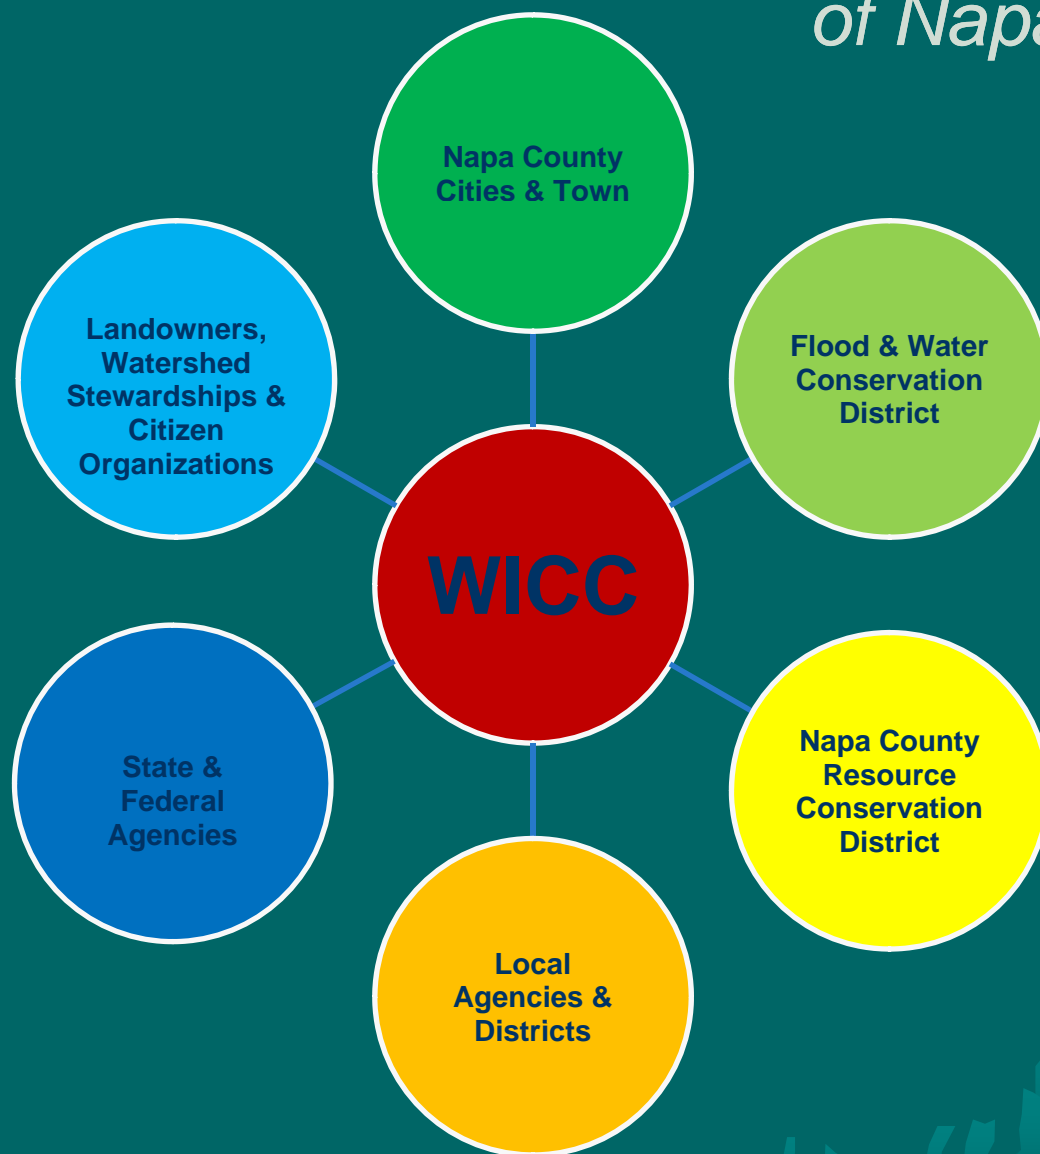 of Napa
Napa County
Cities & Town
Landowners,
Watershed
Stewardships &
Citizen
Organizations
Flood & Water
Conservation
District
WICC
State &
Federal
Agencies
Napa County
Resource
Conservation
District
Local
Agencies &
Districts